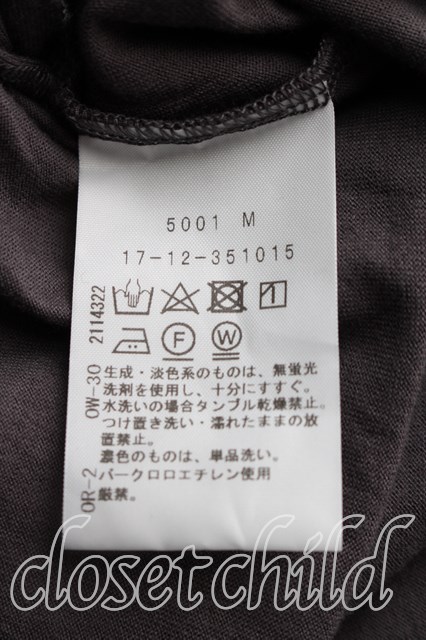 5001 M
17-12-351015
2114322
F
W
OW-30
生成・淡色系のものは、無蛍光
洗剤を使用し、十分にすすぐ。
水洗いの場合タンブル乾燥禁止。
つけ置き洗い・濡れたままの放
置禁止。
濃色のものは、単品洗い。
OR-2
パークロロエチレン使用
厳禁。
closetchild